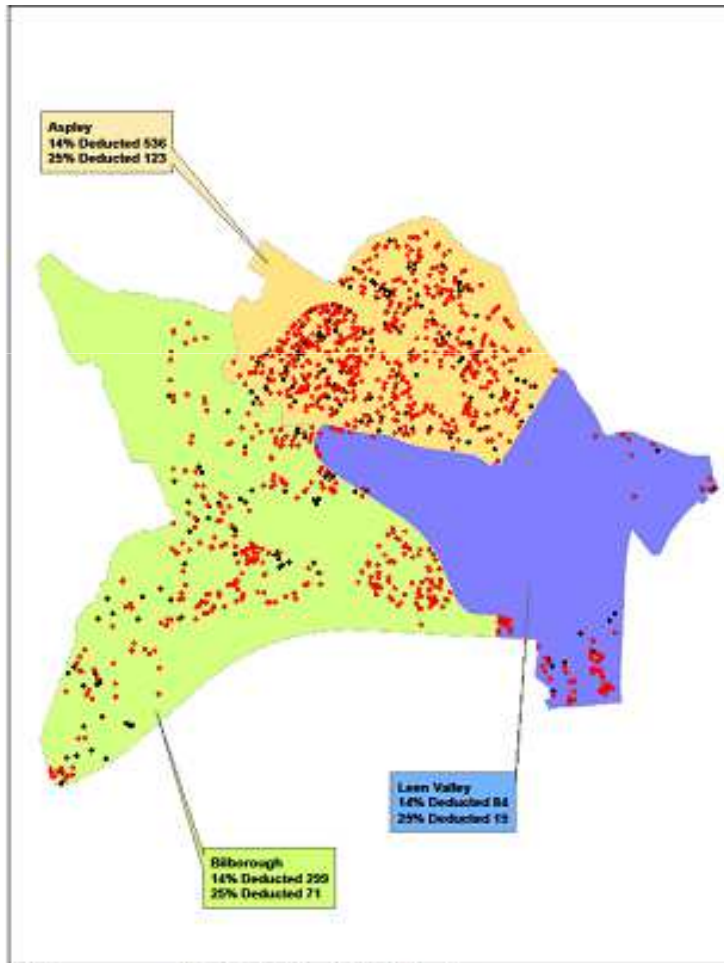 Aspley
14% Deducted 536
25% Deducted 123
Leen Valley
14% Deducted 84
25% Deducted 15
Bilborough
14% Deducted 299
25% Deducted 71